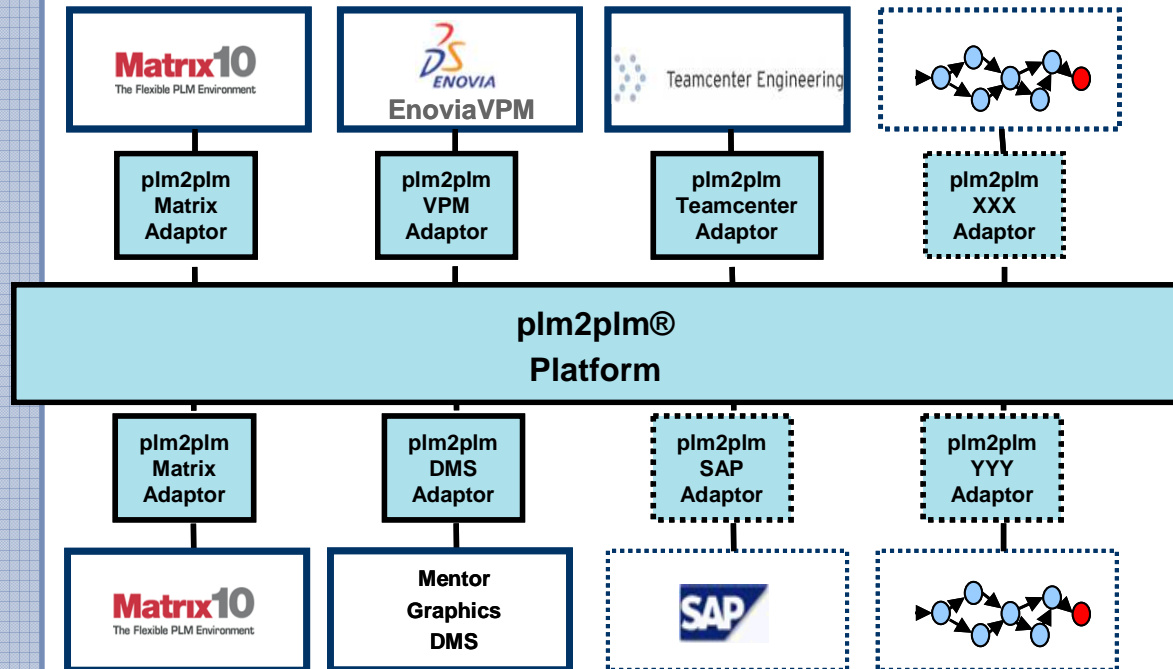 Matrix10
The Flexible PLM Environment
DS
ENOVIA
EnoviaVPM
Teamcenter Engineering
plm2plm
Matrix
Adaptor
plm2plm
VPM
Adaptor
plm2plm
Teamcenter
Adaptor
plm2plm
XXX
Adaptor
plm2plm®
Platform
plm2plm
Matrix
Adaptor
plm2plm
DMS
Adaptor
plm2plm
SAP
Adaptor
plm2plm
YYY
Adaptor
Matrix10
The Flexible PLM Environment
Mentor
Graphics
DMS
SAP